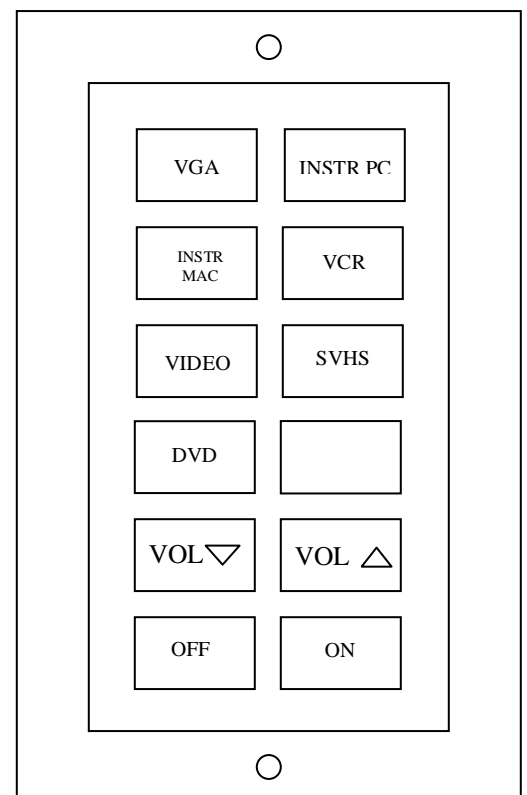 VGA
INSTR PC
INSTR
MAC
VCR
VIDEO
SVHS
DVD
VOL
VOL
OFF
ON